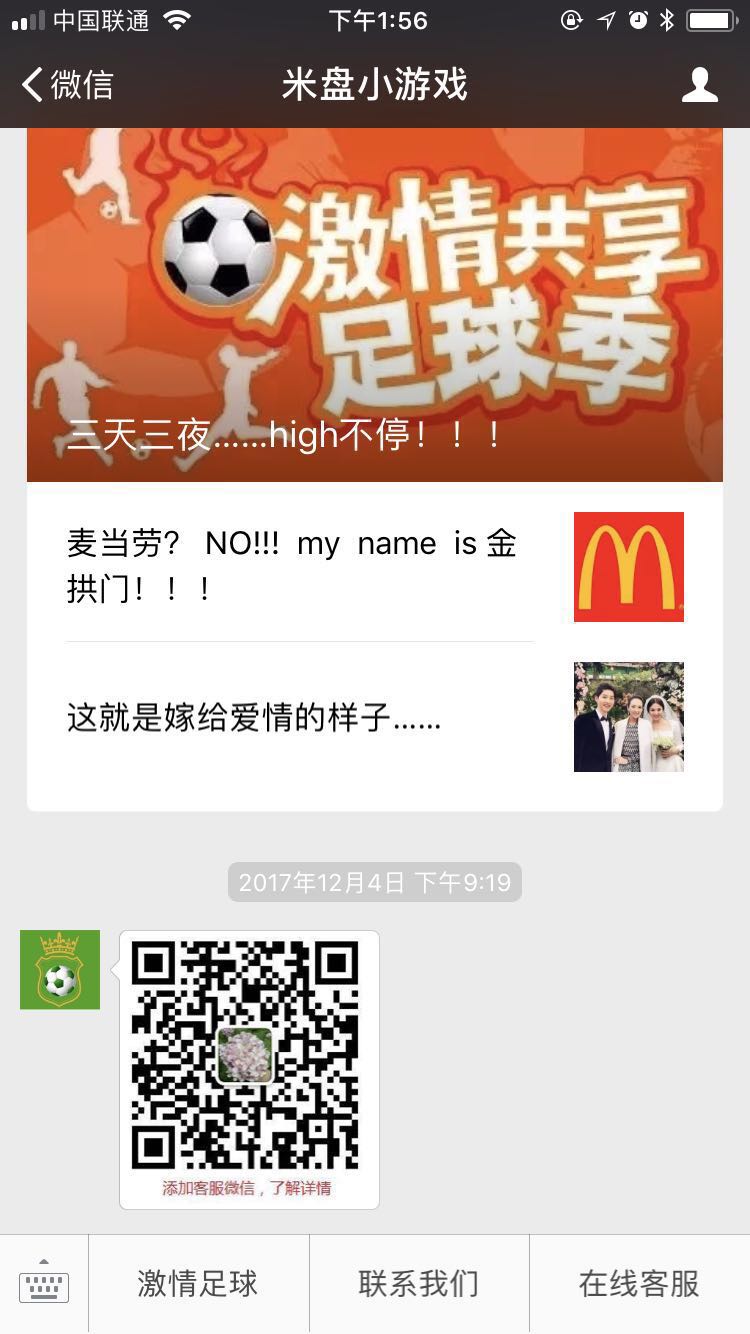 中国联通
下午1:56
微信
米盘小游戏
激情共享
足球季
三天三夜……high不停！！！
麦当劳？ NO!!! my name is 金
拱门！！！
这就是嫁给爱情的样子……
2017年12月4日 下午9:19
添加客服微信，了解详情
激情足球
联系我们
在线客服